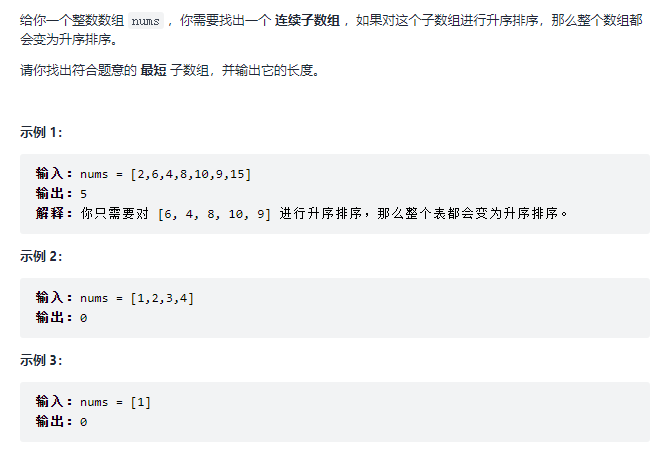 给你一个整数数组 nums ，你需要找出一个 连续子数组 ，如果对这个子数组进行升序排序，那么整个数组都
会变为升序排序。
请你找出符合题意的 最短 子数组，并输出它的长度。
示例 1：
输入：nums = [2,6,4,8,10,9,15]
输出：5
解释：你只需要对 [6, 4, 8, 10, 9] 进行升序排序，那么整个表都会变为升序排序。
示例 2：
输入：nums = [1,2,3,4]
输出：0
示例 3：
输入：nums = [1]
输出：0